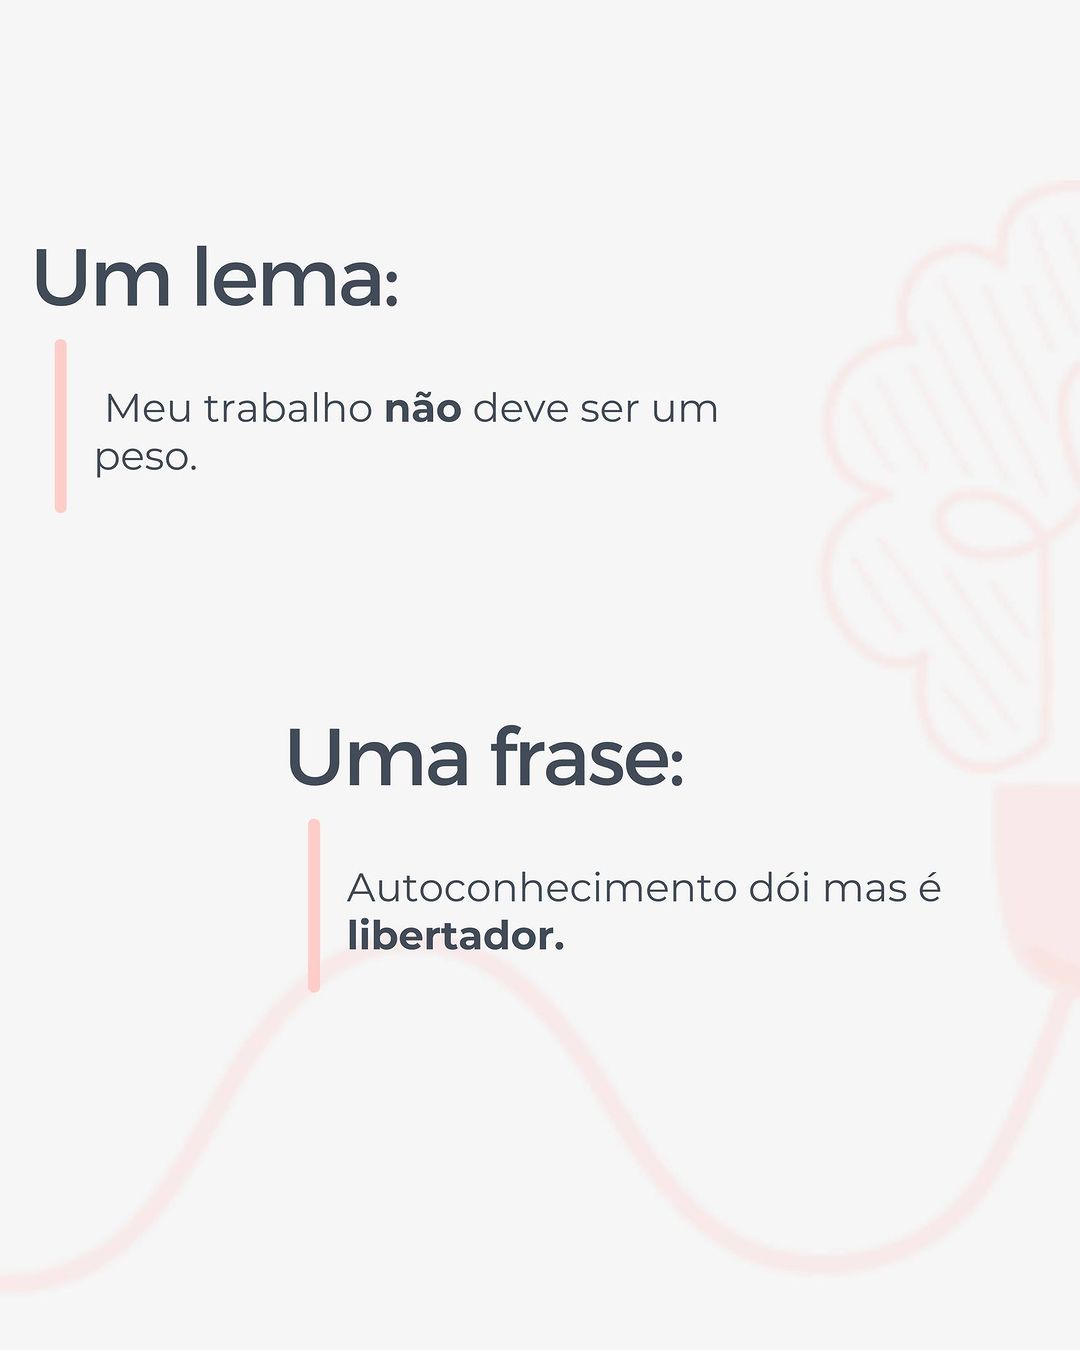 Um lema:
Meu trabalho não deve ser um
peso.
Uma frase:
Autoconhecimento dói mas é
libertador.